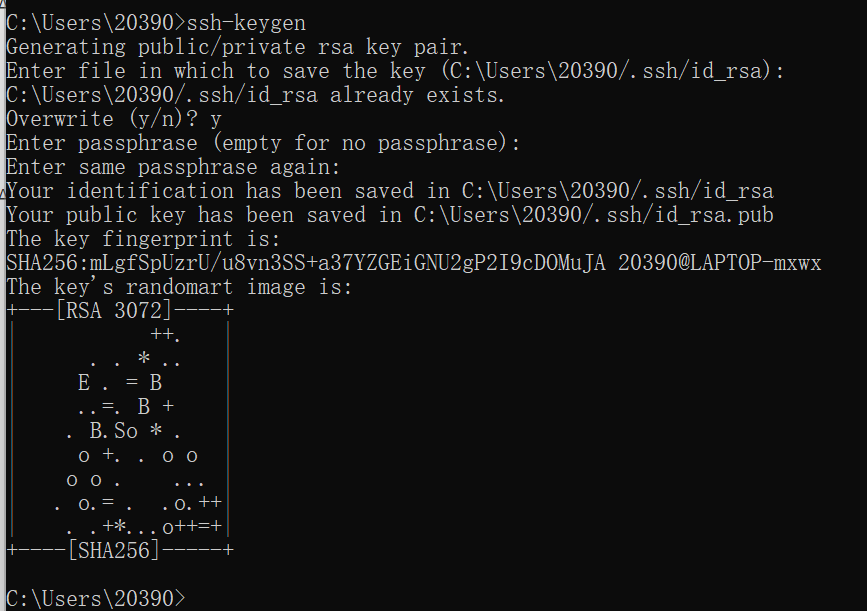 C:\Users\20390>ssh-keygen
Generating public/private rsa key pair.
Enter file in which to save the key (C:\Users\20390/.ssh/id_rsa):
C:\Users\20390/.ssh/id_rsa already exists.
Overwrite (y/n)? y
Enter passphrase (empty for no passphrase):
Enter same passphrase again:
Your identification has been saved in C:\Users\20390/.ssh/id_rsa
Your public key has been saved in C:\Users\20390/.ssh/id_rsa.pub
The key fingerprint is:
SHA256:mLgfSpUzrU/u8vn3SS+a37YZGEiGNU2gP2I9cDOMuJA 20390@LAPTOP-mxwx
The key's randomart image is:
+---[RSA 3072]----+
|           ++.   |
|      . . * ..   |
|     E . = B     |
|     ..=. B +    |
|    . B.So * .   |
|     o +. . o o  |
|    o o .    ... |
|   . o.= .  .o.++|
|    . .+*...o++=+|
+----[SHA256]-----+
C:\Users\20390>